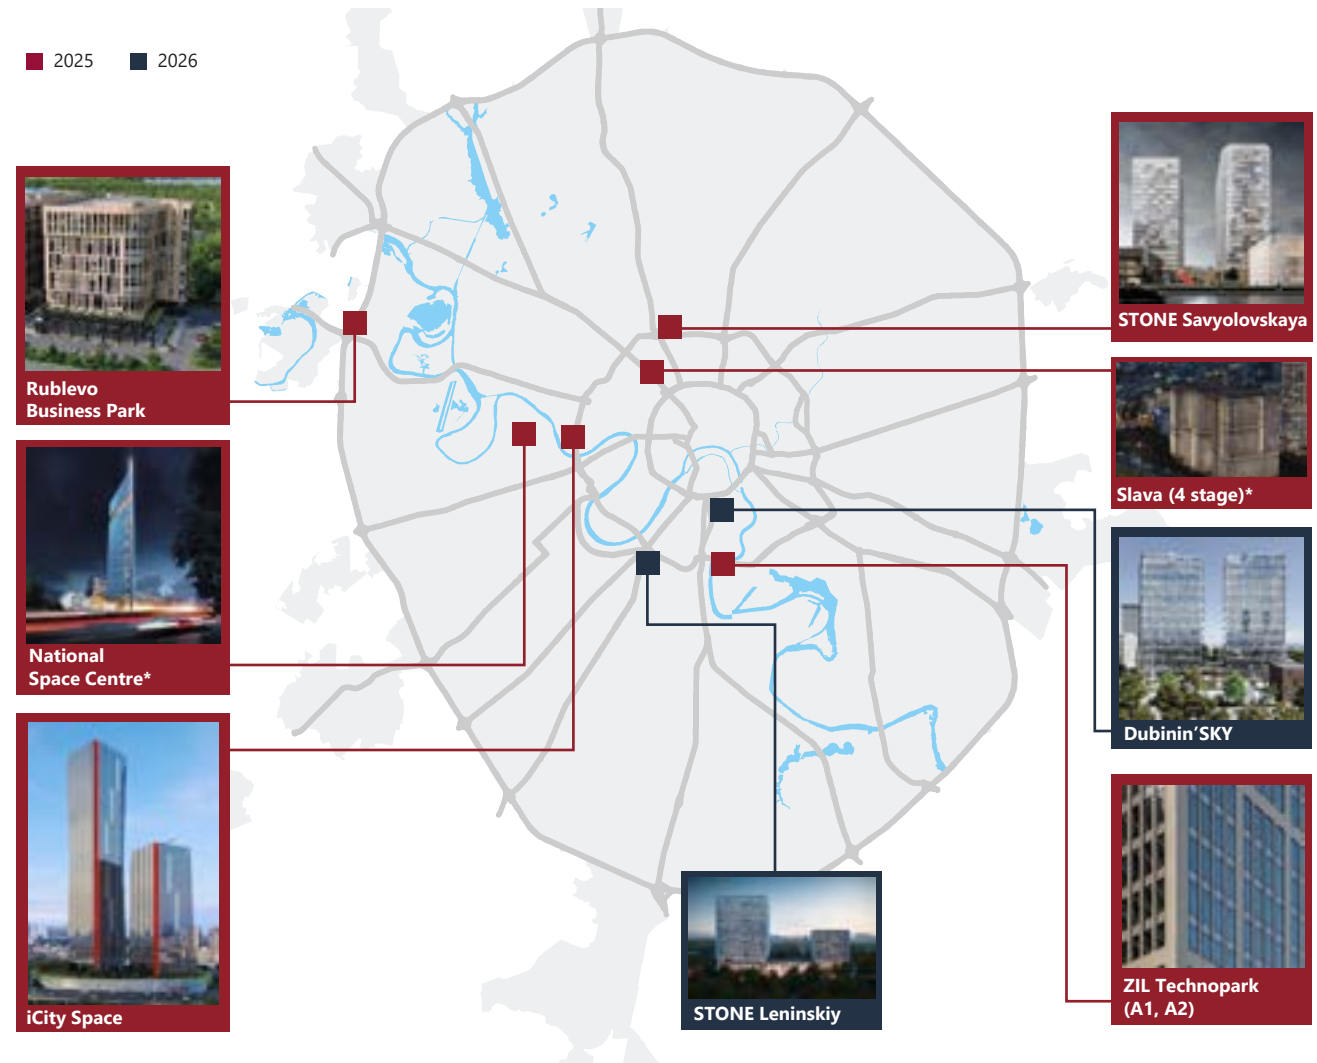 2025
2026
Rublevo
Business Park
National
Space Centre*
iCity Space
STONE Savyolovskaya
Slava (4 stage)*
Dubinin’SKY
ZIL Technopark
(A1, A2)
STONE Leninskiy